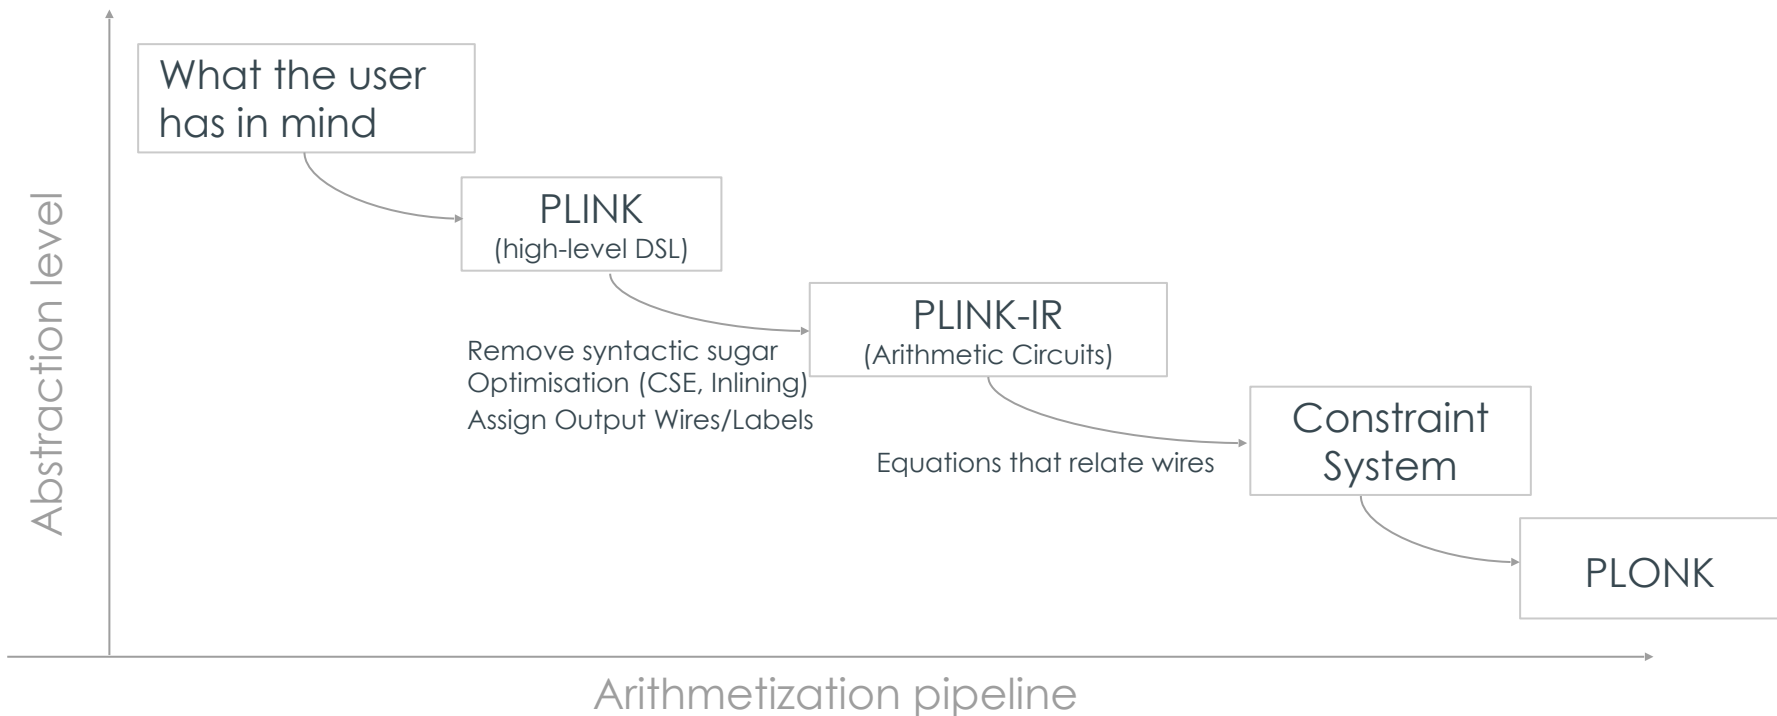 What the user
has in mind
PLINK
(high-level DSL)
PLINK-IR
(Arithmetic Circuits)
Remove syntactic sugar
Optimisation (CSE, Inlining)
Assign Output Wires/Labels
Constraint
System
Equations that relate wires
PLONK
Abstraction level
Arithmetization pipeline